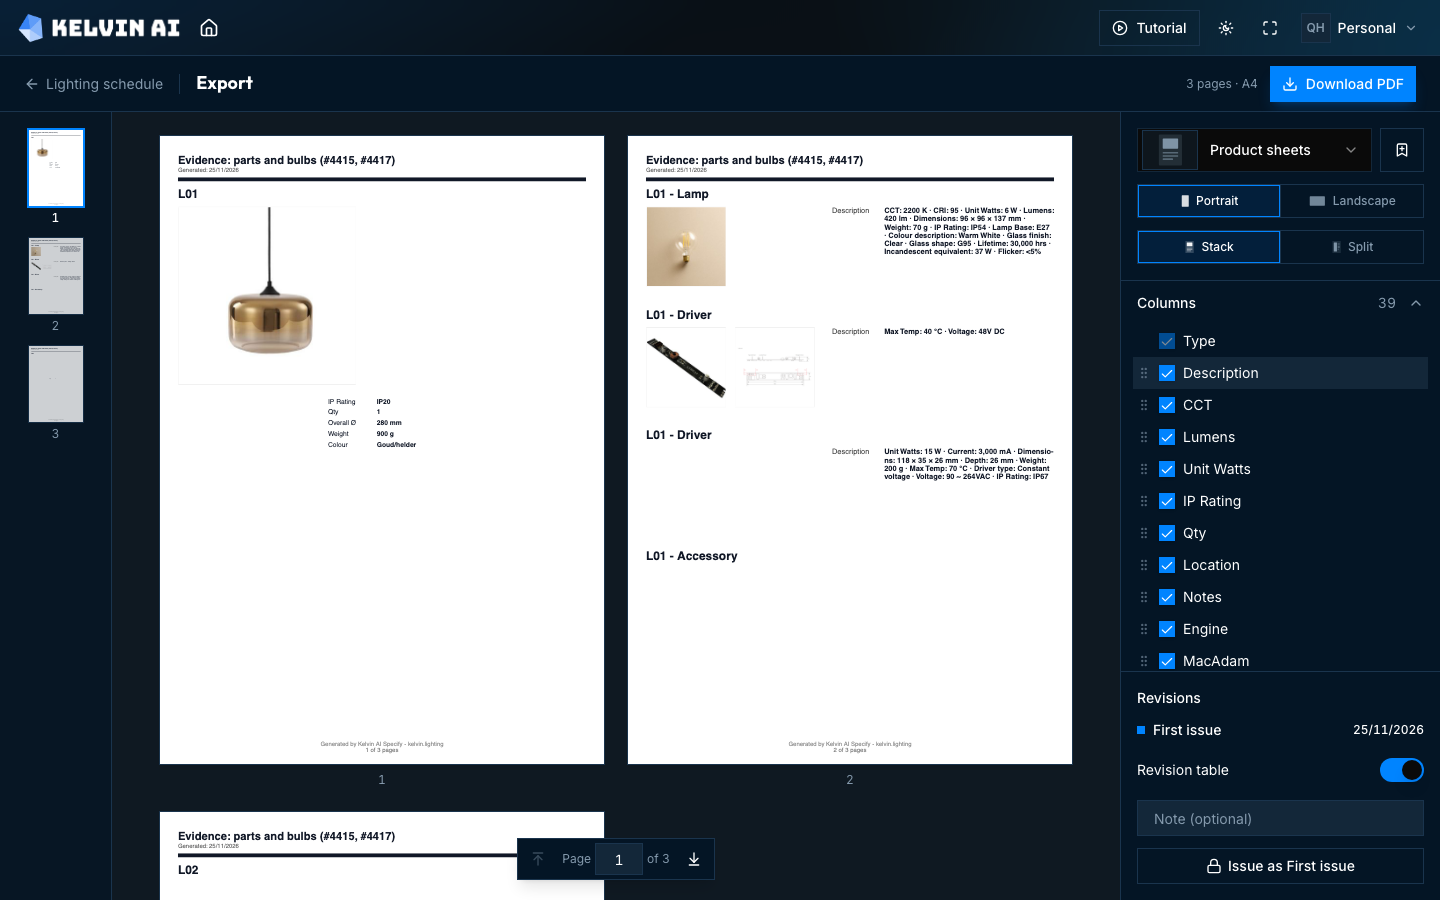 KELVIN AI
Tutorial
QH
Personal
Lighting schedule
Export
3 pages · A4
Download PDF
1
2
3
Evidence: parts and bulbs (#4415, #4417)
Generated: 25/11/2026
L01
IP Rating IP20
Qty 1
Overall Ø 280 mm
Weight 900 g
Colour Goud/helder
Generated by Kelvin AI Specify - kelvin.lighting
1 of 3 pages
1
Evidence: parts and bulbs (#4415, #4417)
Generated: 25/11/2026
L01 - Lamp
Description CCT: 2200 K · CRI: 95 · Unit Watts: 6 W · Lumens:
420 lm · Dimensions: 96 × 96 × 137 mm ·
Weight: 70 g · IP Rating: IP54 · Lamp Base: E27
· Colour description: Warm White · Glass finish:
Clear · Glass shape: G95 · Lifetime: 30,000 hrs ·
Incandescent equivalent: 37 W · Flicker: <5%
L01 - Driver
Description Max Temp: 40 °C · Voltage: 48V DC
L01 - Driver
Description Unit Watts: 15 W · Current: 3,000 mA · Dimensio-
ns: 118 × 35 × 26 mm · Depth: 26 mm · Weight:
200 g · Max Temp: 70 °C · Driver type: Constant
voltage · Voltage: 90 ~ 264VAC · IP Rating: IP67
L01 - Accessory
Generated by Kelvin AI Specify - kelvin.lighting
2 of 3 pages
2
Evidence: parts and bulbs (#4415, #4417)
Generated: 25/11/2026
L02
Page 1 of 3
Product sheets
Portrait
Landscape
Stack
Split
Columns 39
Type
Description
CCT
Lumens
Unit Watts
IP Rating
Qty
Location
Notes
Engine
MacAdam
Revisions
First issue 25/11/2026
Revision table
Note (optional)
Issue as First issue